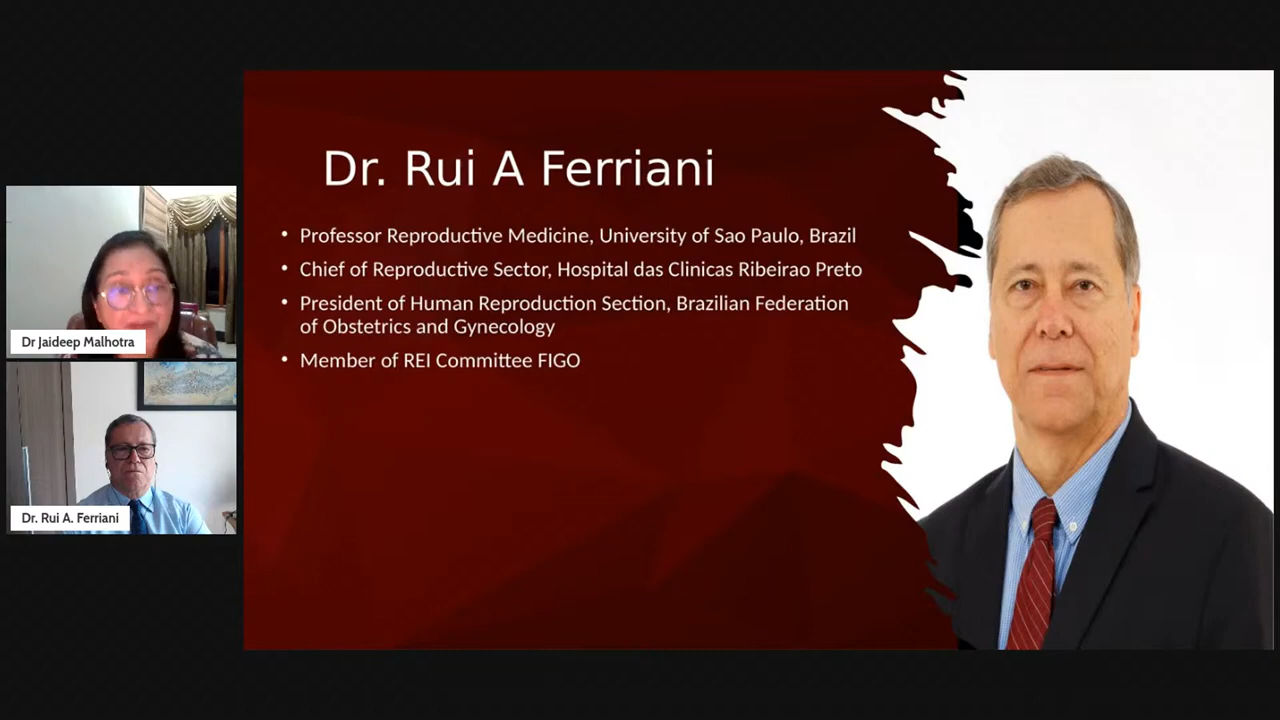 Dr. Rui A Ferriani
• Professor Reproductive Medicine, University of Sao Paulo, Brazil
• Chief of Reproductive Sector, Hospital das Clinicas Ribeirao Preto
• President of Human Reproduction Section, Brazilian Federation
of Obstetrics and Gynecology
• Member of REI Committee FIGO
Dr Jaideep Malhotra
Dr. Rui A. Ferriani